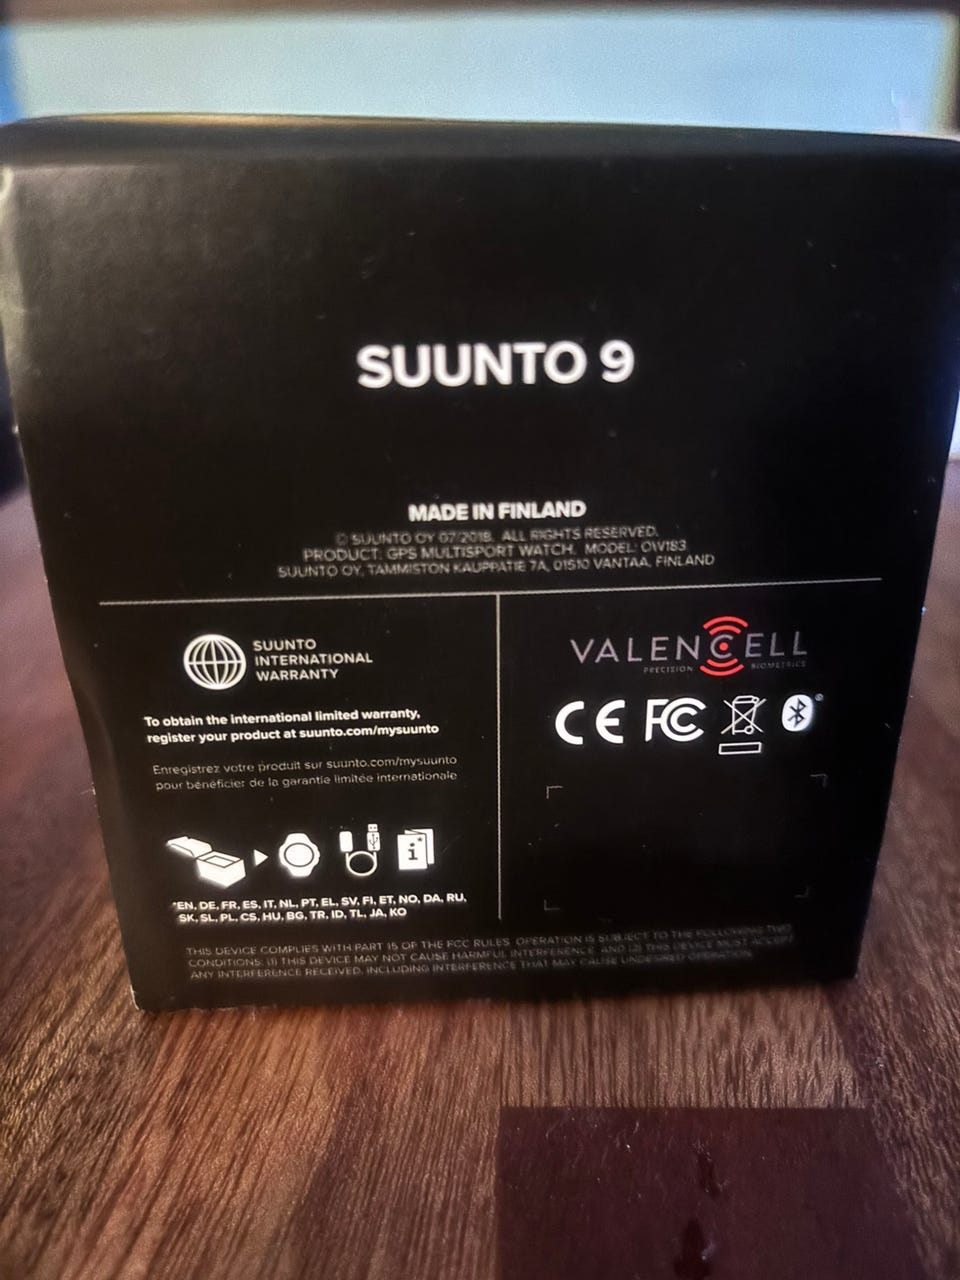 SUUNTO 9
MADE IN FINLAND
© SUUNTO OY 07/2018. ALL RIGHTS RESERVED.
PRODUCT: GPS MULTISPORT WATCH. MODEL: OW183
SUUNTO OY, TAMMISTON KAUPPATIE 7A, 01510 VANTAA, FINLAND
SUUNTO
INTERNATIONAL
WARRANTY
To obtain the international limited warranty,
register your product at suunto.com/mysuunto
Enregistrez votre produit sur suunto.com/mysuunto
pour bénéficier de la garantie limitée internationale
i*
*EN, DE, FR, ES, IT, NL, PT, EL, SV, FI, ET, NO, DA, RU,
SK, SL, PL, CS, HU, BG, TR, ID, TL, JA, KO
VALENCELL
PRECISION BIOMETRICS
CE FC ®
THIS DEVICE COMPLIES WITH PART 15 OF THE FCC RULES. OPERATION IS SUBJECT TO THE FOLLOWING TWO
CONDITIONS: (1) THIS DEVICE MAY NOT CAUSE HARMFUL INTERFERENCE, AND (2) THIS DEVICE MUST ACCEPT
ANY INTERFERENCE RECEIVED, INCLUDING INTERFERENCE THAT MAY CAUSE UNDESIRED OPERATION.